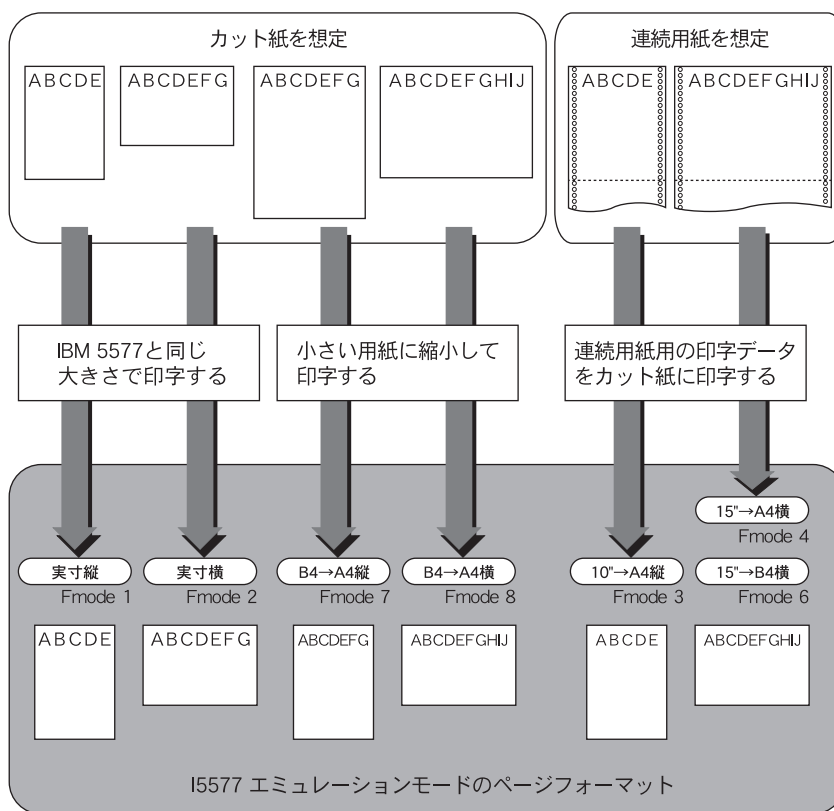 カット紙を想定
連続用紙を想定
ABCDE
ABCDEFG
ABCDEFG
ABCDEFGHIJ
ABCDE
ABCDEFGHIJ
IBM 5577と同じ
大きさで印字する
小さい用紙に縮小して
印字する
連続用紙用の印字データ
をカット紙に印字する
15"→A4横
Fmode 4
実寸縦
実寸横
B4→A4縦
B4→A4横
10"→A4縦
15"→B4横
Fmode 1
Fmode 2
Fmode 7
Fmode 8
Fmode 3
Fmode 6
ABCDE
ABCDEFG
ABCDEFG
ABCDEFGHIJ
ABCDE
ABCDEFGHIJ
I5577 エミュレーションモードのページフォーマット